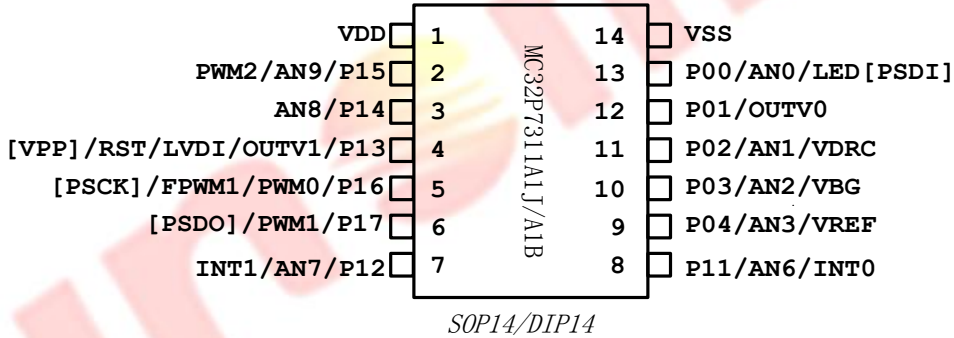 VDD 1 14 VSS
PWM2/AN9/P15 2 13 P00/AN0/LED[PSDI]
AN8/P14 3 12 P01/OUTV0
[VPP]/RST/LVDI/OUTV1/P13 4 11 P02/AN1/VDRC
[PSCK]/FPWM1/PWM0/P16 5 10 P03/AN2/VBG
[PSDO]/PWM1/P17 6 9 P04/AN3/VREF
INT1/AN7/P12 7 8 P11/AN6/INT0
MC32P7311A1J/A1B
SOP14/DIP14